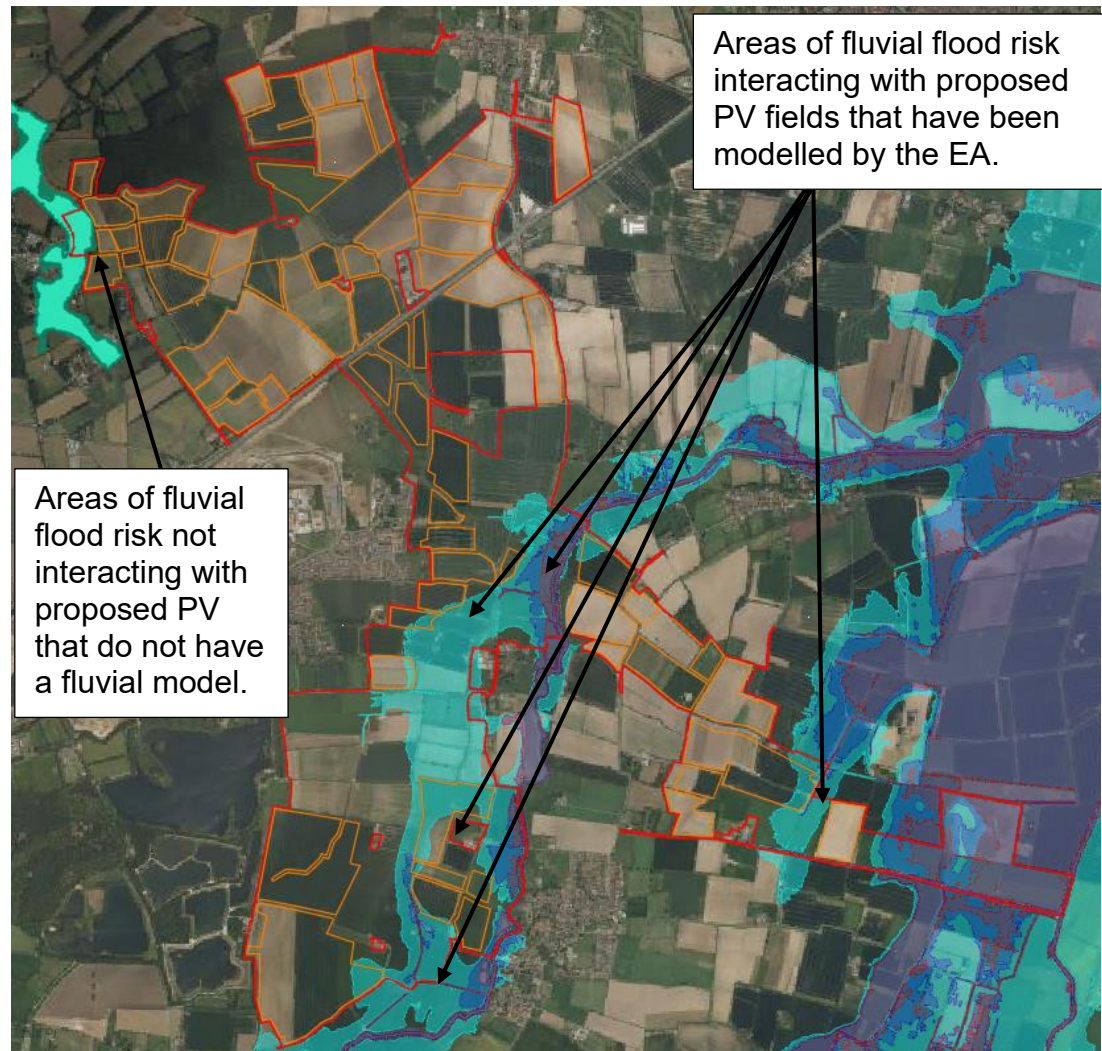 Areas of fluvial flood risk
interacting with proposed
PV fields that have been
modelled by the EA.
Areas of fluvial
flood risk not
interacting with
proposed PV
that do not have
a fluvial model.